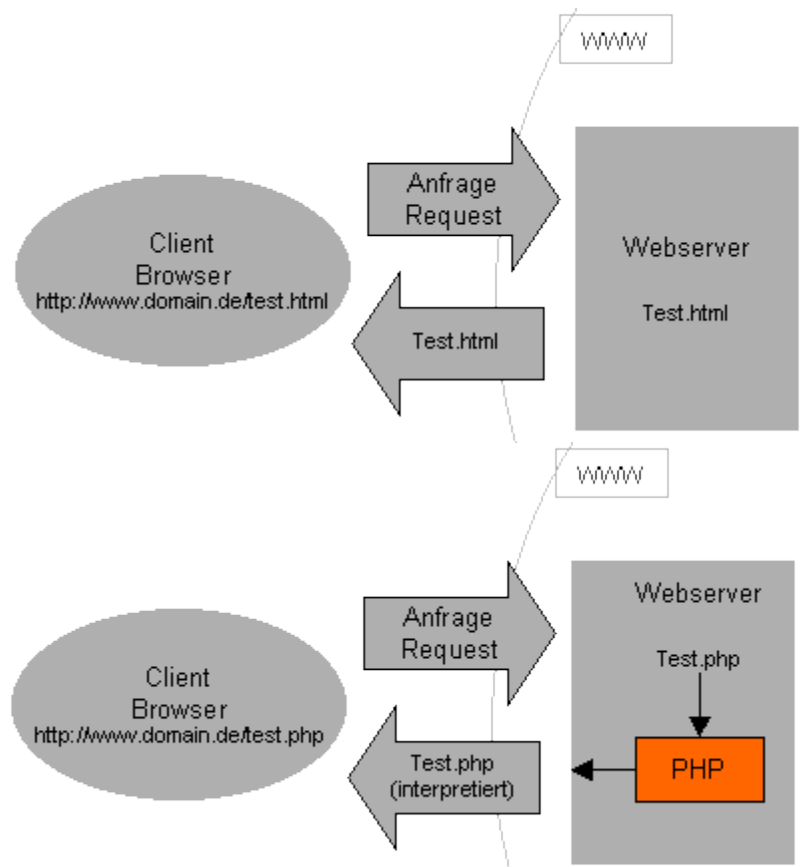 WWW
Anfrage
Request
Client
Browser
http://www.domain.de/test.html
Webserver
Test.html
Test.html
WWW
Anfrage
Request
Client
Browser
http://www.domain.de/test.php
Webserver
Test.php
PHP
Test.php
(interpretiert)